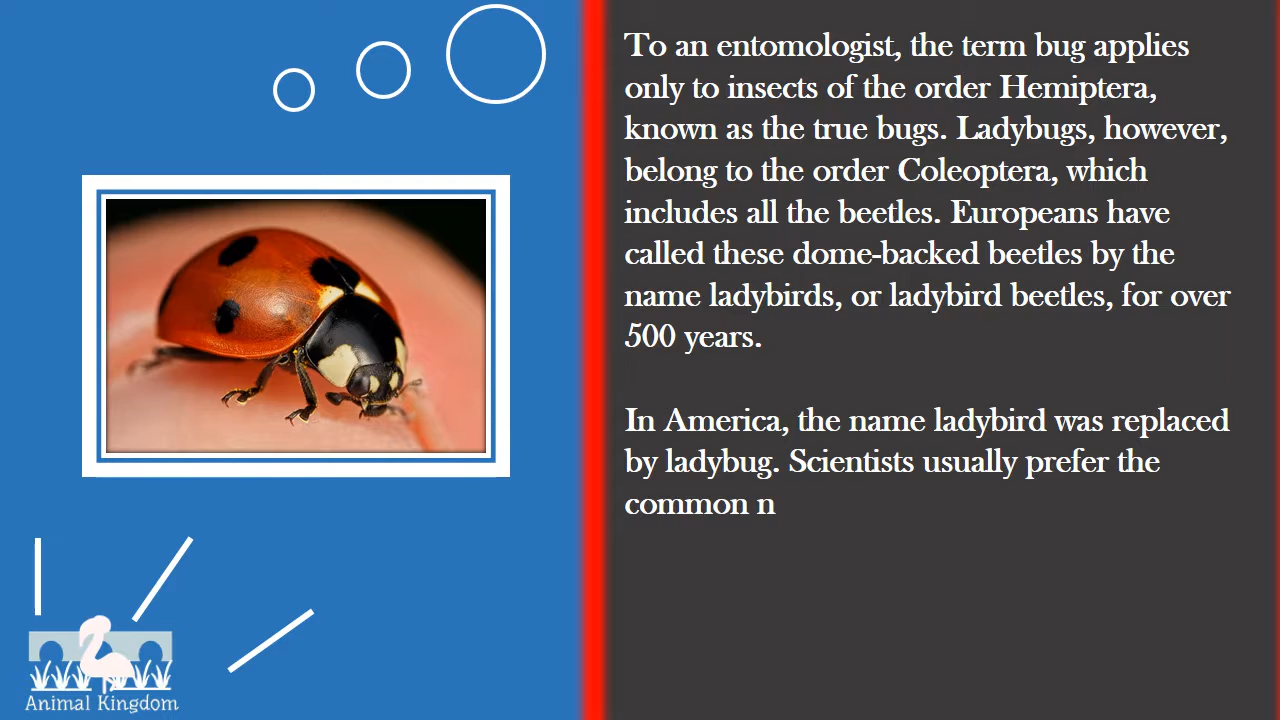 To an entomologist, the term bug applies
only to insects of the order Hemiptera,
known as the true bugs. Ladybugs, however,
belong to the order Coleoptera, which
includes all the beetles. Europeans have
called these dome-backed beetles by the
name ladybirds, or ladybird beetles, for over
500 years.
In America, the name ladybird was replaced
by ladybug. Scientists usually prefer the
common n
Animal Kingdom